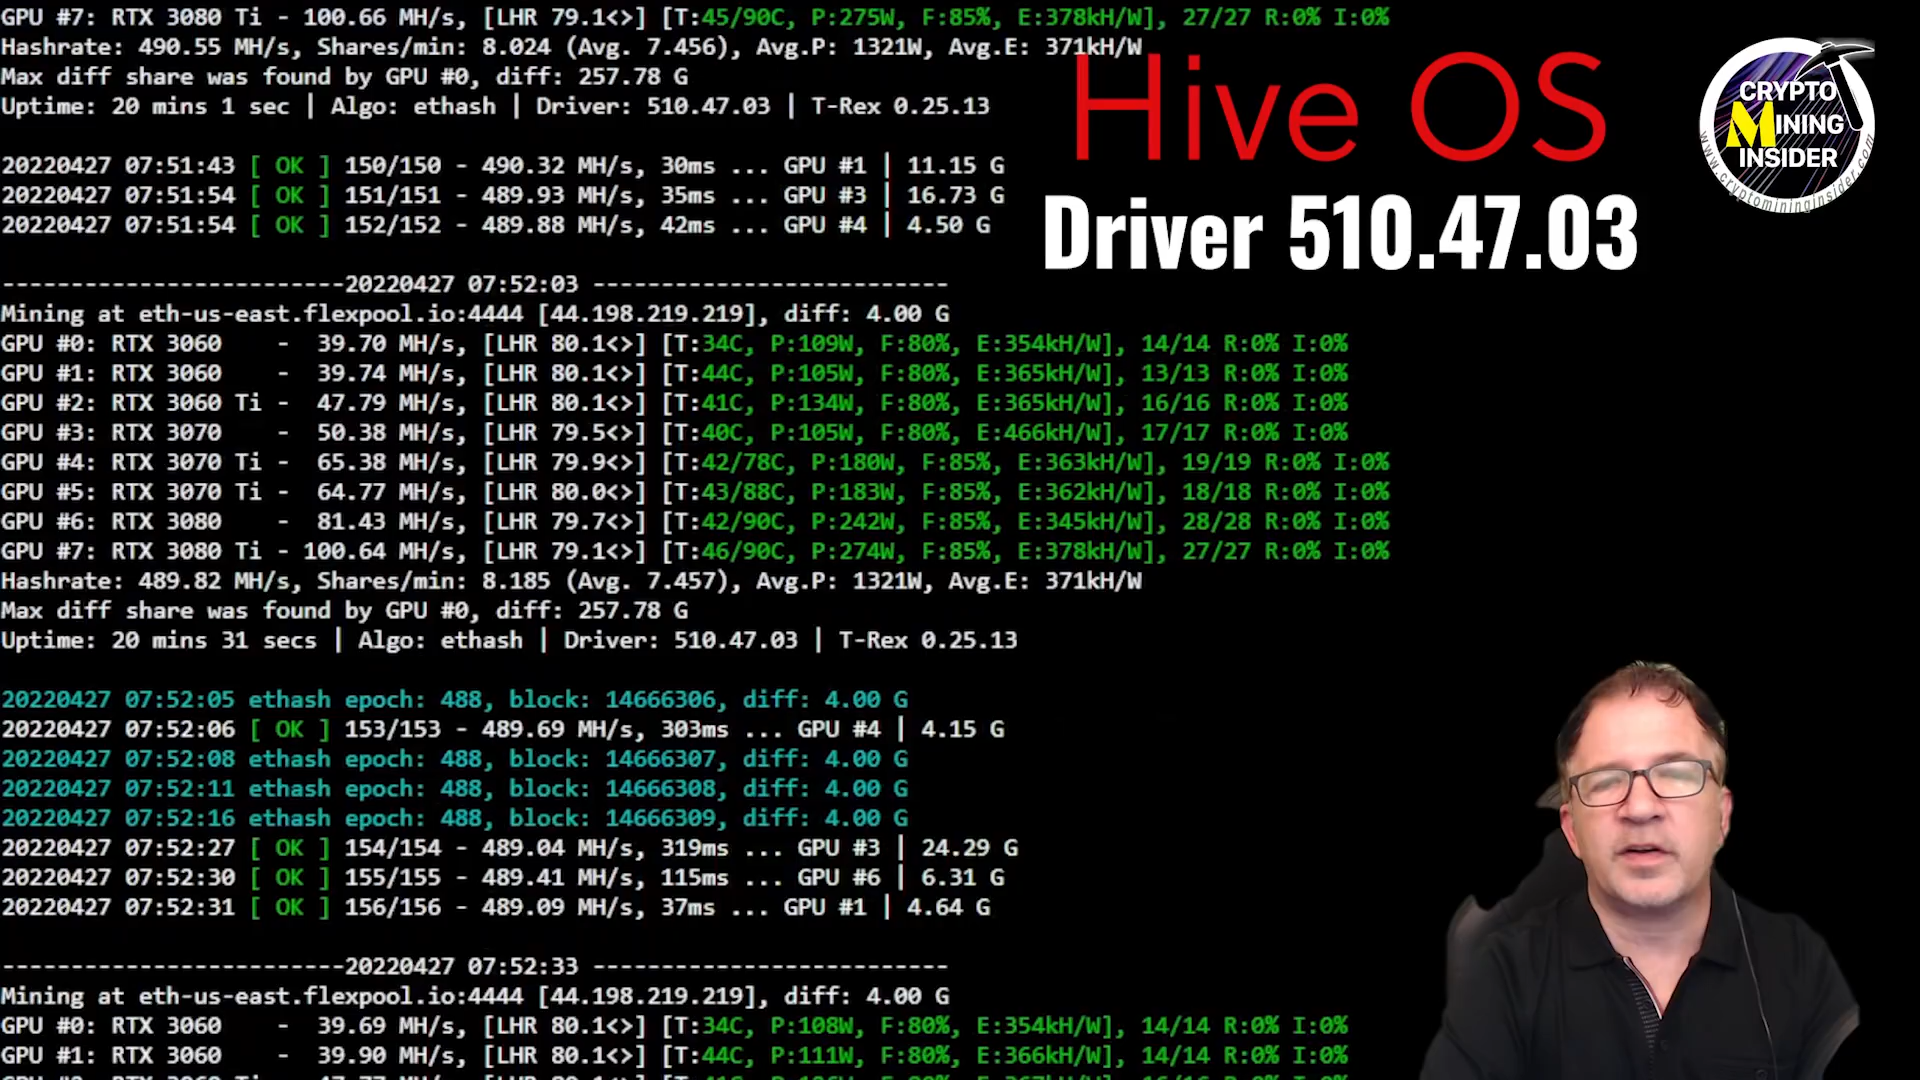 GPU #7: RTX 3080 Ti - 100.66 MH/s, [LHR 79.1<>] [T:45/90C, P:275W, F:85%, E:378kH/W], 27/27 R:0% I:0%
Hashrate: 490.55 MH/s, Shares/min: 8.024 (Avg. 7.456), Avg.P: 1321W, Avg.E: 371kH/W
Max diff share was found by GPU #0, diff: 257.78 G
Uptime: 20 mins 1 sec | Algo: ethash | Driver: 510.47.03 | T-Rex 0.25.13
Hive OS
Driver 510.47.03
CRYPTO
MINING
INSIDER
www.cryptomininginsider.com
20220427 07:51:43 [ OK ] 150/150 - 490.32 MH/s, 30ms ... GPU #1 | 11.15 G
20220427 07:51:54 [ OK ] 151/151 - 489.93 MH/s, 35ms ... GPU #3 | 16.73 G
20220427 07:51:54 [ OK ] 152/152 - 489.88 MH/s, 42ms ... GPU #4 | 4.50 G
-------------------------20220427 07:52:03 --------------------------
Mining at eth-us-east.flexpool.io:4444 [44.198.219.219], diff: 4.00 G
GPU #0: RTX 3060    -  39.70 MH/s, [LHR 80.1<>] [T:34C, P:109W, F:80%, E:354kH/W], 14/14 R:0% I:0%
GPU #1: RTX 3060    -  39.74 MH/s, [LHR 80.1<>] [T:44C, P:105W, F:80%, E:365kH/W], 13/13 R:0% I:0%
GPU #2: RTX 3060 Ti -  47.79 MH/s, [LHR 80.1<>] [T:41C, P:134W, F:80%, E:365kH/W], 16/16 R:0% I:0%
GPU #3: RTX 3070    -  50.38 MH/s, [LHR 79.5<>] [T:40C, P:105W, F:80%, E:466kH/W], 17/17 R:0% I:0%
GPU #4: RTX 3070 Ti -  65.38 MH/s, [LHR 79.9<>] [T:42/78C, P:180W, F:85%, E:363kH/W], 19/19 R:0% I:0%
GPU #5: RTX 3070 Ti -  64.77 MH/s, [LHR 80.0<>] [T:43/88C, P:183W, F:85%, E:362kH/W], 18/18 R:0% I:0%
GPU #6: RTX 3080    -  81.43 MH/s, [LHR 79.7<>] [T:42/90C, P:242W, F:85%, E:345kH/W], 28/28 R:0% I:0%
GPU #7: RTX 3080 Ti - 100.64 MH/s, [LHR 79.1<>] [T:46/90C, P:274W, F:85%, E:378kH/W], 27/27 R:0% I:0%
Hashrate: 489.82 MH/s, Shares/min: 8.185 (Avg. 7.457), Avg.P: 1321W, Avg.E: 371kH/W
Max diff share was found by GPU #0, diff: 257.78 G
Uptime: 20 mins 31 secs | Algo: ethash | Driver: 510.47.03 | T-Rex 0.25.13
20220427 07:52:05 ethash epoch: 488, block: 14666306, diff: 4.00 G
20220427 07:52:06 [ OK ] 153/153 - 489.69 MH/s, 303ms ... GPU #4 | 4.15 G
20220427 07:52:08 ethash epoch: 488, block: 14666307, diff: 4.00 G
20220427 07:52:11 ethash epoch: 488, block: 14666308, diff: 4.00 G
20220427 07:52:16 ethash epoch: 488, block: 14666309, diff: 4.00 G
20220427 07:52:27 [ OK ] 154/154 - 489.04 MH/s, 319ms ... GPU #3 | 24.29 G
20220427 07:52:30 [ OK ] 155/155 - 489.41 MH/s, 115ms ... GPU #6 | 6.31 G
20220427 07:52:31 [ OK ] 156/156 - 489.09 MH/s, 37ms ... GPU #1 | 4.64 G
-------------------------20220427 07:52:33 --------------------------
Mining at eth-us-east.flexpool.io:4444 [44.198.219.219], diff: 4.00 G
GPU #0: RTX 3060    -  39.69 MH/s, [LHR 80.1<>] [T:34C, P:108W, F:80%, E:354kH/W], 14/14 R:0% I:0%
GPU #1: RTX 3060    -  39.90 MH/s, [LHR 80.1<>] [T:44C, P:111W, F:80%, E:366kH/W], 14/14 R:0% I:0%